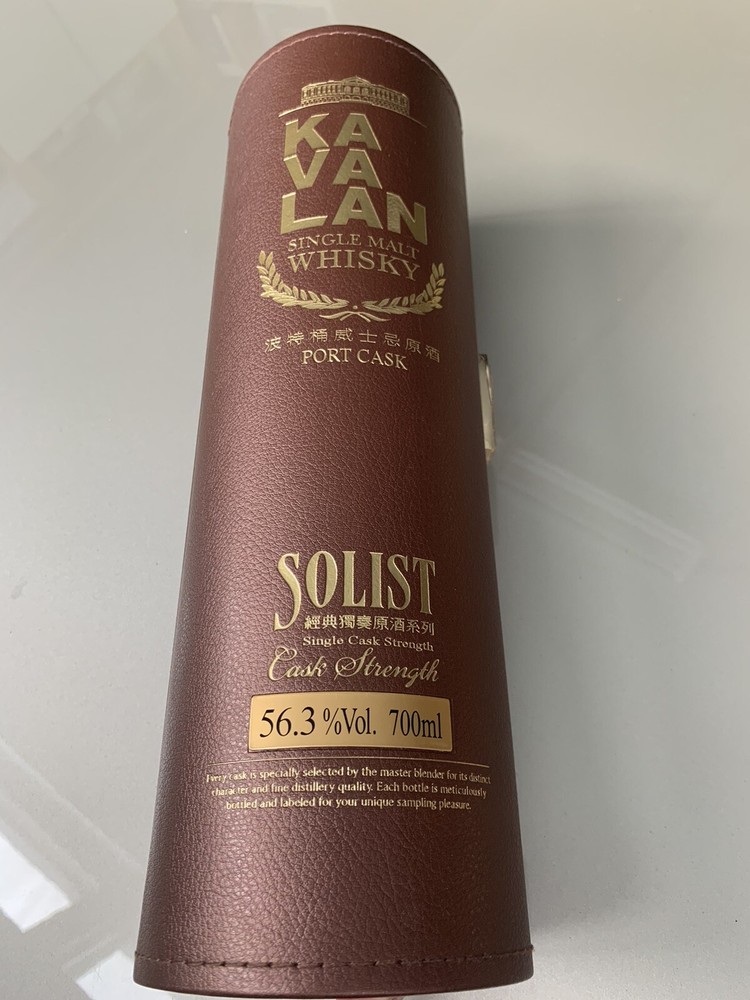 KA
VA
LAN
SINGLE MALT
WHISKY
波特桶威士忌原酒
PORT CASK
SOLIST
經典獨奏原酒系列
Single Cask Strength
Cask Strength
56.3 %Vol. 700ml
Every cask is specially selected by the master blender for its distinct
character and fine distillery quality. Each bottle is meticulously
bottled and labeled for your unique sampling pleasure.